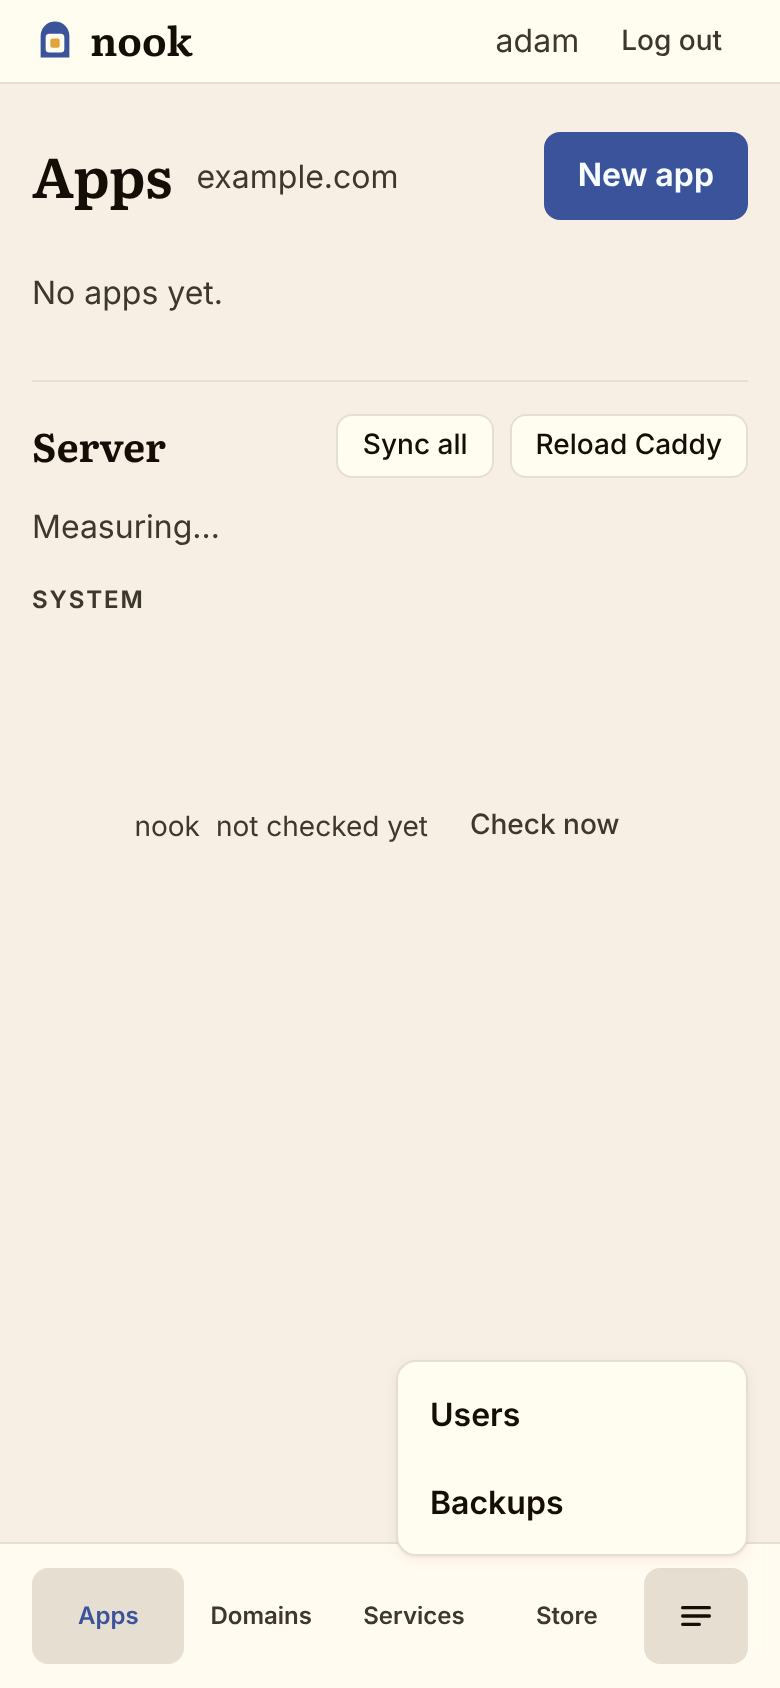 nook
adam Log out
Apps example.com New app
No apps yet.
Server Sync all Reload Caddy
Measuring...
SYSTEM
nook not checked yet Check now
Users
Backups
Apps Domains Services Store